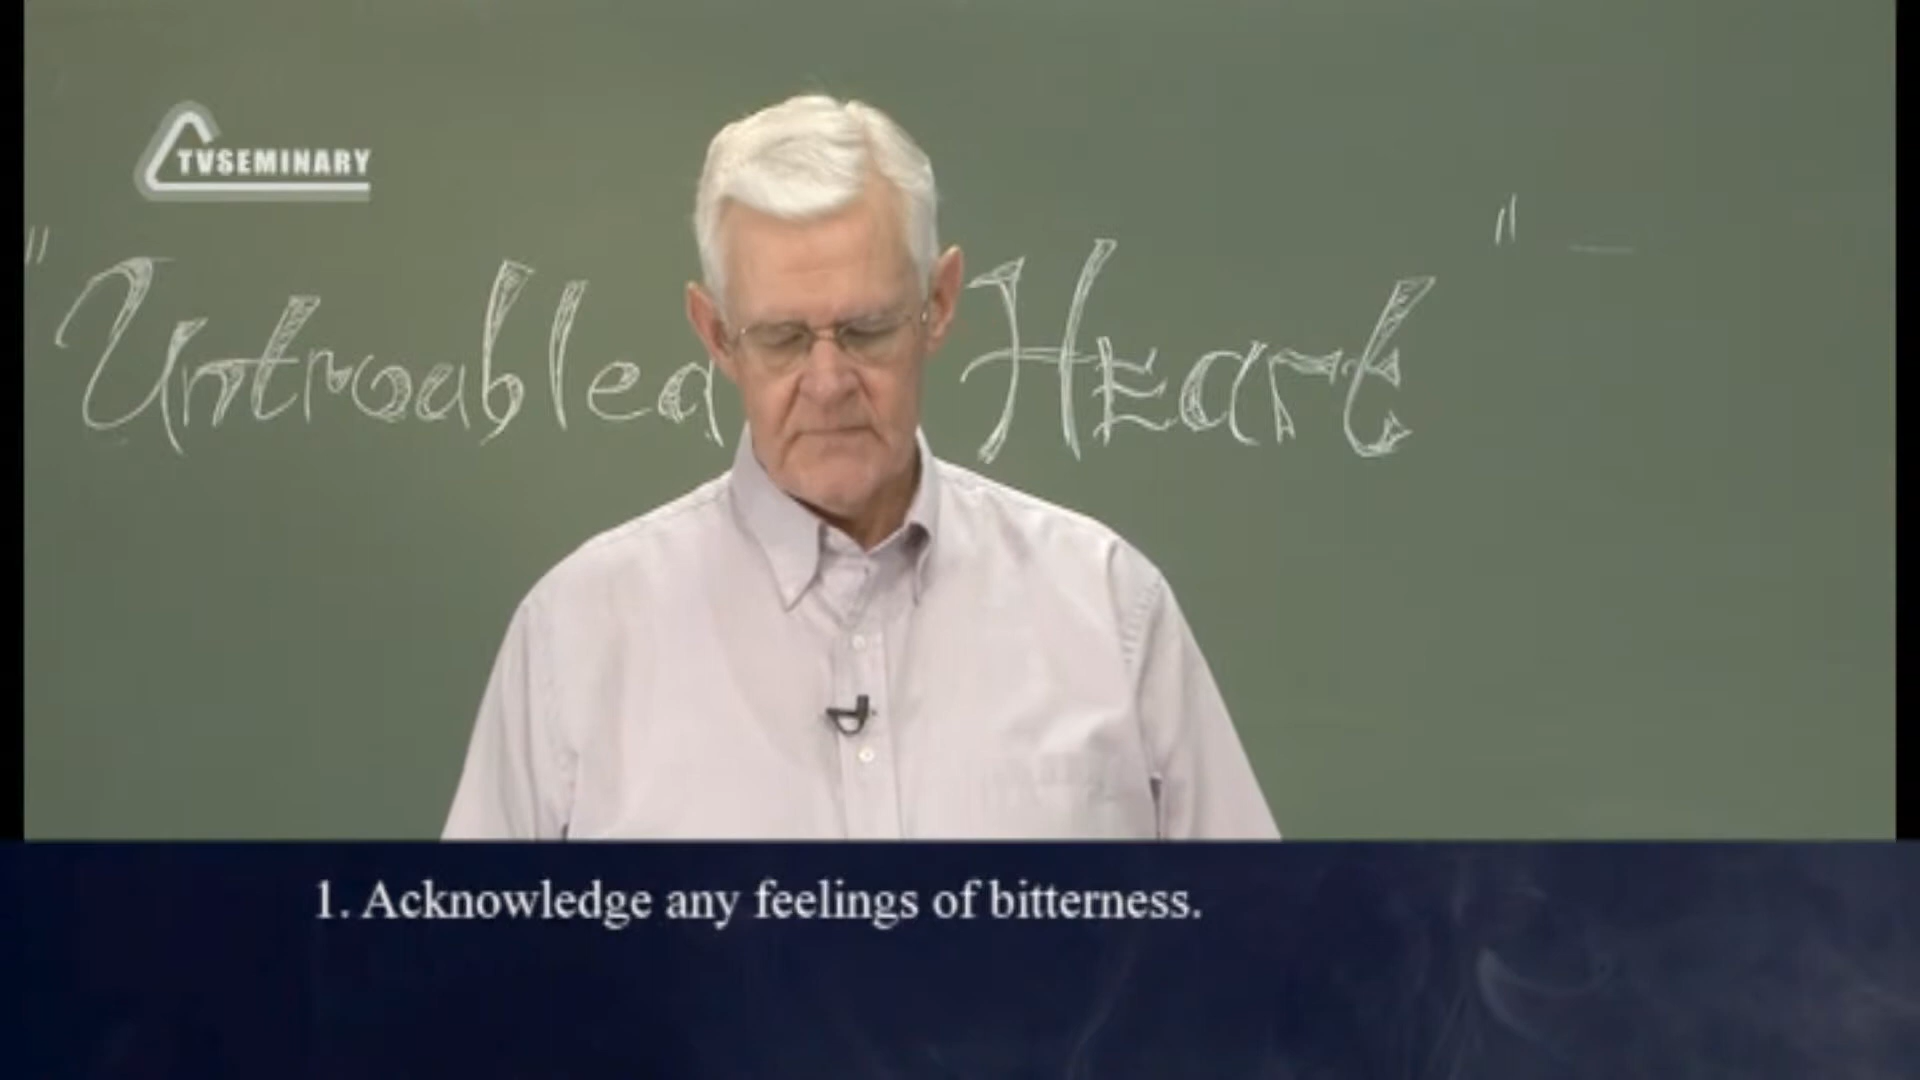 TVSEMINARY
" Untroubled Heart "
1. Acknowledge any feelings of bitterness.